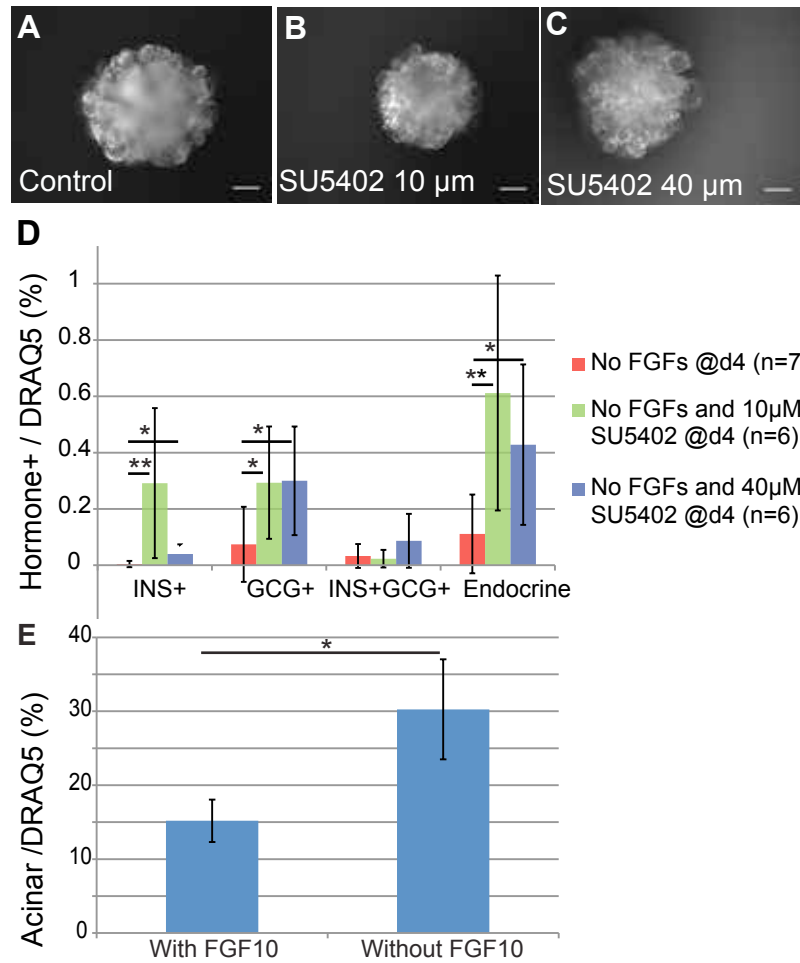 A
Control
B
SU5402 10 µm
C
SU5402 40 µm
D
Hormone+ / DRAQ5 (%)
1
0.8
0.6
0.4
0.2
0
*
**
*
*
*
**
INS+
GCG+
INS+GCG+
Endocrine
No FGFs @d4 (n=7
No FGFs and 10µM
SU5402 @d4 (n=6)
No FGFs and 40µM
SU5402 @d4 (n=6)
E
Acinar /DRAQ5 (%)
40
30
20
10
0
*
With FGF10
Without FGF10